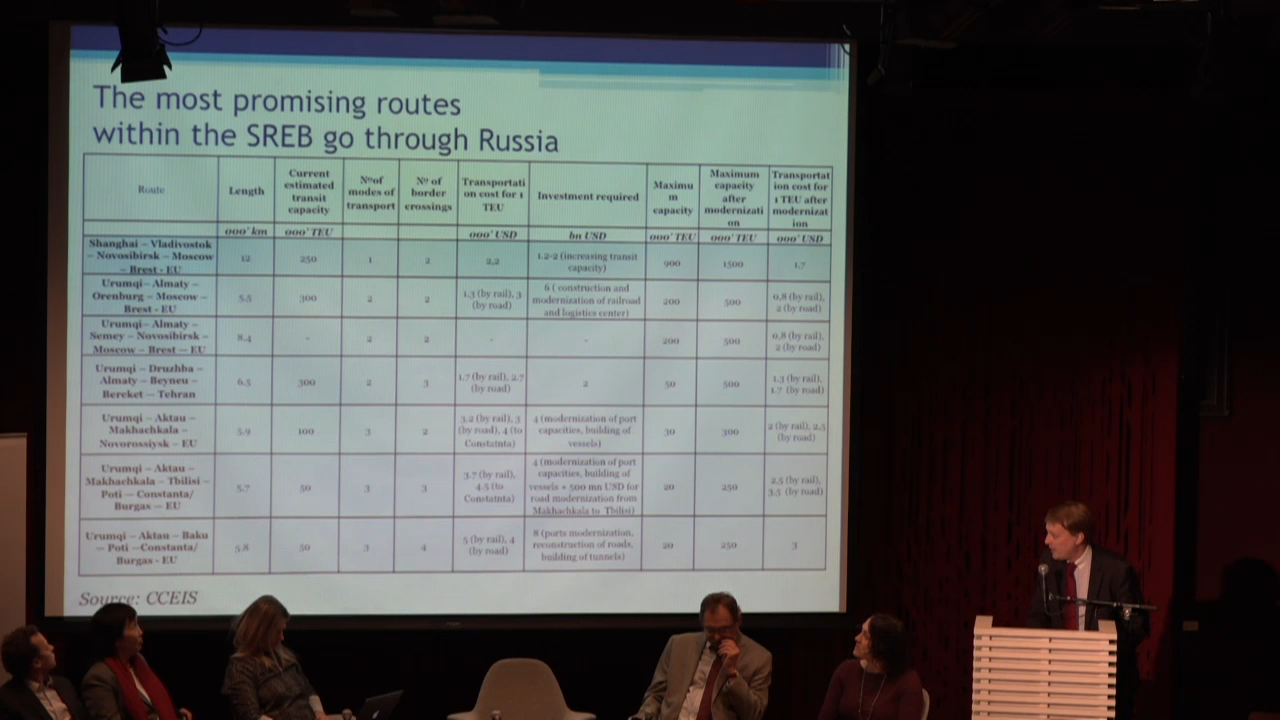 The most promising routes
within the SREB go through Russia
Route
Length
Current
estimated
transit
capacity
N°of
modes of
transport
N° of
border
crossings
Transportati
on cost for 1
TEU
Investment required
Maximu
m
capacity
Maximum
capacity
after
modernizati
on
Transportat
ion cost for
1 TEU after
modernizat
ion
000' km
000' TEU
000' USD
bn USD
000' TEU
000' TEU
000' USD
Shanghai – Vladivostok
– Novosibirsk – Moscow
– Brest - EU
12
250
1
2
2,2
1.2-2 (increasing transit
capacity)
900
1500
1.7
Urumqi– Almaty –
Orenburg – Moscow –
Brest - EU
5.5
300
2
2
1.3 (by rail), 3
(by road)
6 ( construction and
modernization of railroad
and logistics center)
200
500
0,8 (by rail),
2 (by road)
Urumqi– Almaty –
Semey – Novosibirsk –
Moscow – Brest – EU
8.4
-
2
2
-
-
200
500
0,8 (by rail),
2 (by road)
Urumqi – Druzhba –
Almaty – Beyneu –
Bereket – Tehran
6.5
300
2
3
1.7 (by rail), 2.7
(by road)
2
50
500
1.3 (by rail),
1.7 (by road)
Urumqi – Aktau –
Makhachkala –
Novorossiysk – EU
5.9
100
3
2
3.2 (by rail), 3
(by road), 4 (to
Constatnta)
4 (modernization of port
capacities, building of
vessels)
30
300
2 (by rail), 2.5
(by road)
Urumqi – Aktau –
Makhachkala – Tbilisi –
Poti – Constanta/
Burgas – EU
5.7
50
3
3
3.7 (by rail),
4.5 (to
Constatnta)
4 (modernization of port
capacities, building of
vessels + 500 mn USD for
road modernization from
Makhachkala to Tbilisi)
20
250
2.5 (by rail),
3.5 (by road)
Urumqi – Aktau – Baku
– Poti –Constanta/
Burgas - EU
5.8
50
3
4
5 (by rail), 4
(by road)
8 (ports modernization,
reconstruction of roads,
building of tunnels)
20
250
3
Source: CCEIS